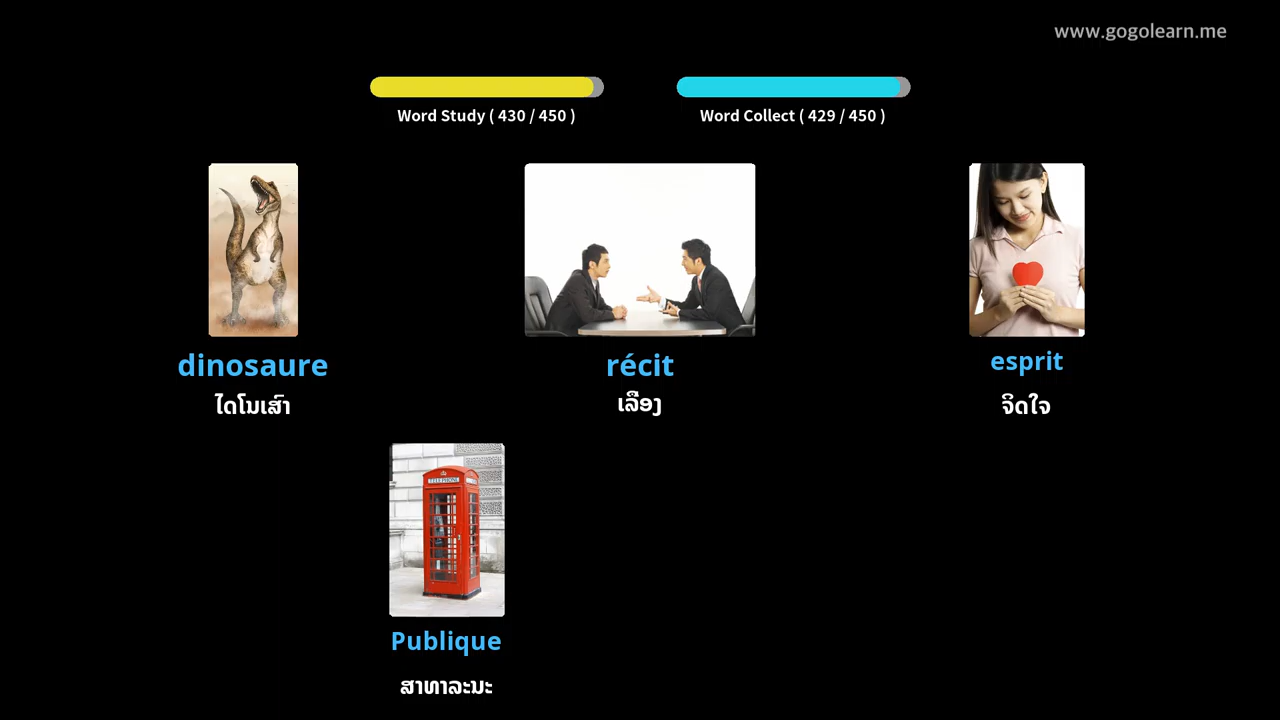 www.gogolearn.me
Word Study ( 430 / 450 )
Word Collect ( 429 / 450 )
dinosaure
récit
esprit
ໄດໂນເສົາ
ເລື່ອງ
ຈິດໃຈ
TELEPHONE
Publique
ສາທາລະນະ